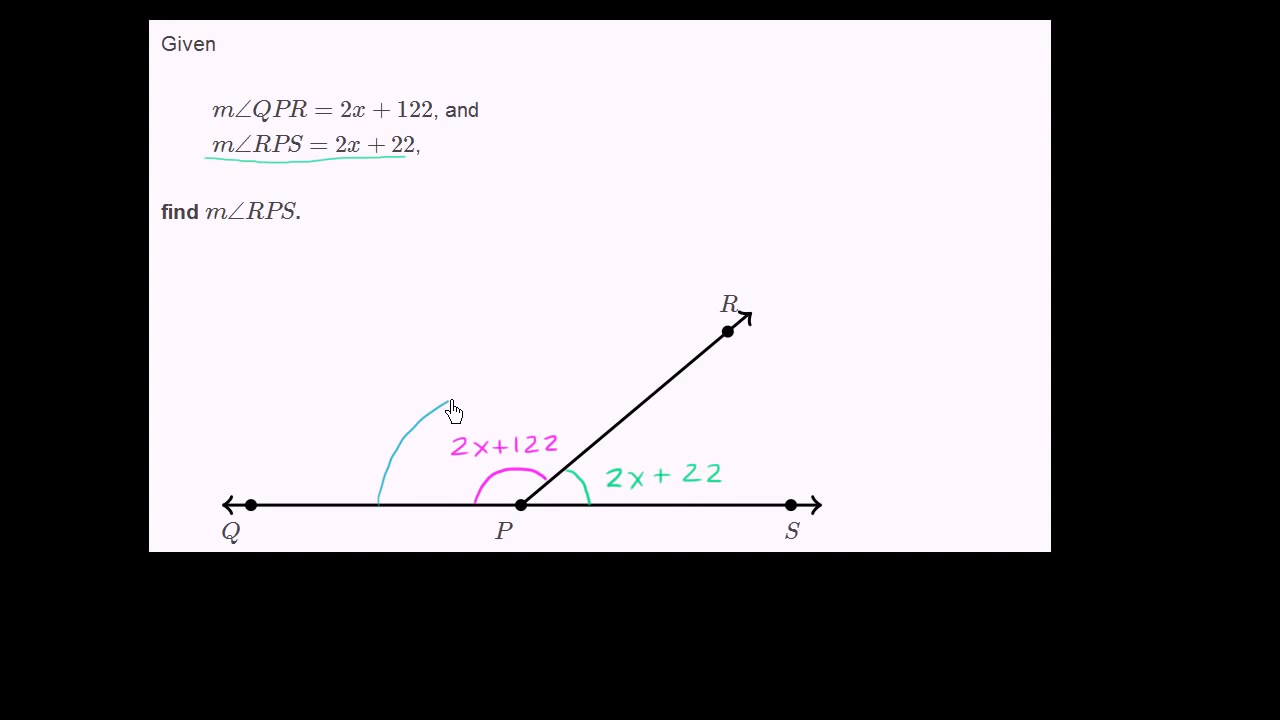 Given
m∠QPR = 2x + 122, and
m∠RPS = 2x + 22,
find m∠RPS.
R
2x+122
2x + 22
Q
P
S